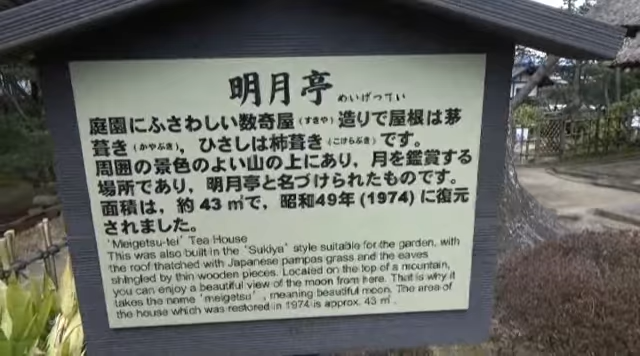 明月亭 めいげつてい
庭園にふさわしい数奇屋(すきや)造りで屋根は茅
葺き(かやぶき), ひさしは杮葺き(こけらぶき)です。
周囲の景色のよい山の上にあり, 月を鑑賞する
場所であり, 明月亭と名づけられたものです。
面積は, 約43㎡で, 昭和49年(1974)に復元
されました。
'Meigetsu-tei' Tea House
This was also built in the 'Sukiya' style suitable for the garden, with
the roof thatched with Japanese pampas grass and the eaves
shingled by thin wooden pieces. Located on the top of a mountain,
you can enjoy a beautiful view of the moon from here. That is why it
takes the name 'meigetsu', meaning beautiful moon. The area of
the house which was restored in 1974 is approx. 43 ㎡.